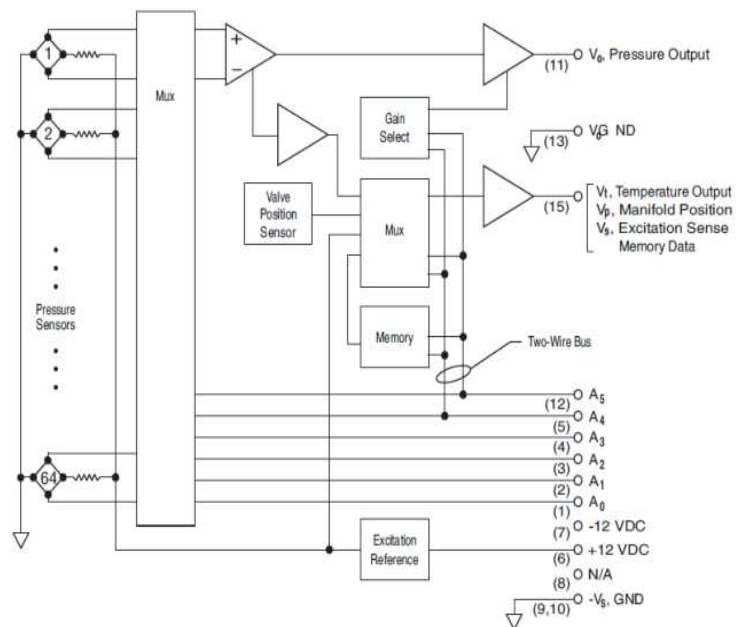 1
2
64
Pressure
Sensors
Mux
+
−
Gain
Select
Valve
Position
Sensor
Mux
Memory
Two-Wire Bus
Excitation
Reference
(11) V₀, Pressure Output
(13) V₀G ND
(15)
Vt, Temperature Output
Vp, Manifold Position
Vs, Excitation Sense
Memory Data
(12) A₅
(5) A₄
(4) A₃
(3) A₂
(2) A₁
(1) A₀
(7) -12 VDC
(6) +12 VDC
(8) N/A
(9,10) -Vs, GND